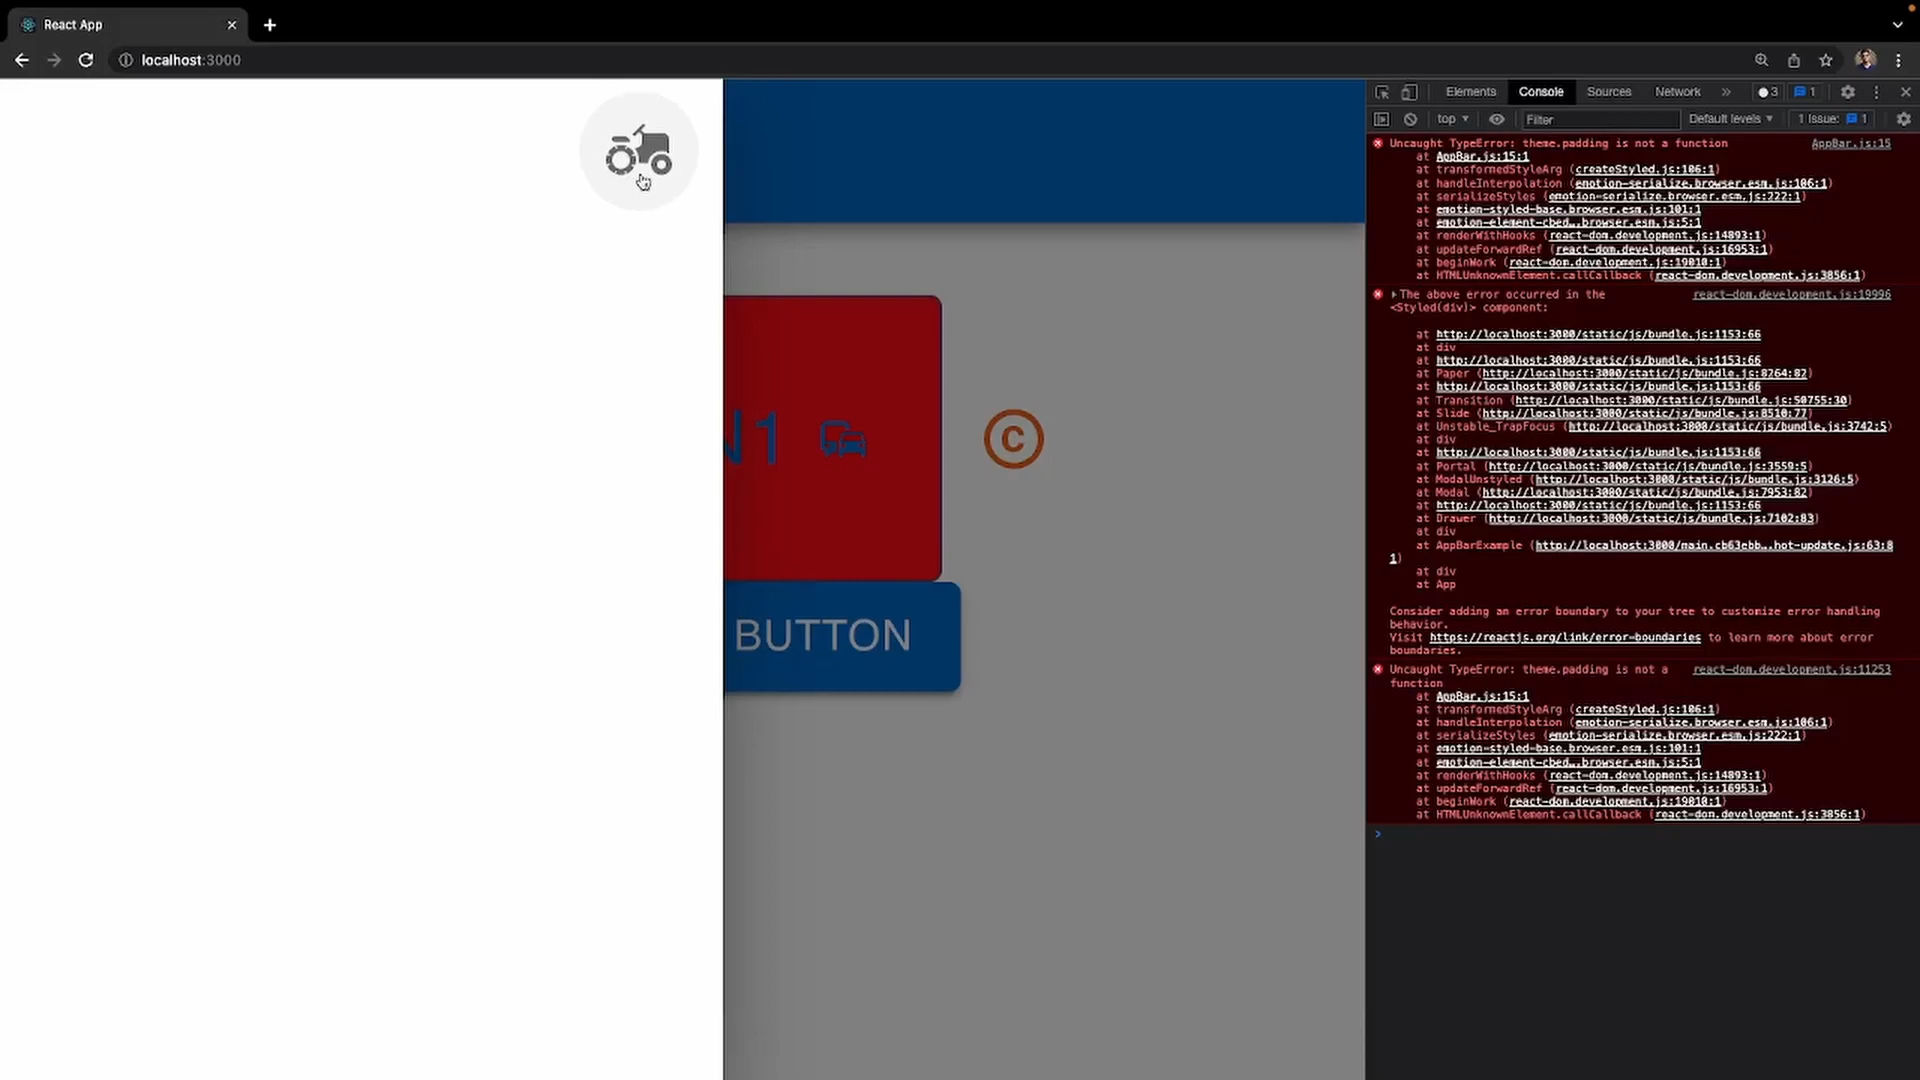 React App
localhost:3000
N1
C
BUTTON
Elements Console Sources Network » 3 1
top Filter Default levels 1 Issue: 1
Uncaught TypeError: theme.padding is not a function AppBar.js:15
at AppBar.js:15:1
at transformedStyleArg (createStyled.js:106:1)
at handleInterpolation (emotion-serialize.browser.esm.js:106:1)
at serializeStyles (emotion-serialize.browser.esm.js:222:1)
at emotion-styled-base.browser.esm.js:101:1
at emotion-element-cbed….browser.esm.js:5:1
at renderWithHooks (react-dom.development.js:14893:1)
at updateForwardRef (react-dom.development.js:16953:1)
at beginWork (react-dom.development.js:19010:1)
at HTMLUnknownElement.callCallback (react-dom.development.js:3856:1)
The above error occurred in the react-dom.development.js:19996
<Styled(div)> component:
at http://localhost:3000/static/js/bundle.js:1153:66
at div
at http://localhost:3000/static/js/bundle.js:1153:66
at Paper (http://localhost:3000/static/js/bundle.js:8264:82)
at http://localhost:3000/static/js/bundle.js:1153:66
at Transition (http://localhost:3000/static/js/bundle.js:50755:30)
at Slide (http://localhost:3000/static/js/bundle.js:8510:77)
at Unstable_TrapFocus (http://localhost:3000/static/js/bundle.js:3742:5)
at div
at http://localhost:3000/static/js/bundle.js:1153:66
at Portal (http://localhost:3000/static/js/bundle.js:3559:5)
at ModalUnstyled (http://localhost:3000/static/js/bundle.js:3126:5)
at Modal (http://localhost:3000/static/js/bundle.js:7953:82)
at http://localhost:3000/static/js/bundle.js:1153:66
at Drawer (http://localhost:3000/static/js/bundle.js:7102:83)
at div
at AppBarExample (http://localhost:3000/main.cb63ebb…hot-update.js:63:8
1)
at div
at App
Consider adding an error boundary to your tree to customize error handling
behavior.
Visit https://reactjs.org/link/error-boundaries to learn more about error
boundaries.
Uncaught TypeError: theme.padding is not a react-dom.development.js:11253
function
at AppBar.js:15:1
at transformedStyleArg (createStyled.js:106:1)
at handleInterpolation (emotion-serialize.browser.esm.js:106:1)
at serializeStyles (emotion-serialize.browser.esm.js:222:1)
at emotion-styled-base.browser.esm.js:101:1
at emotion-element-cbed….browser.esm.js:5:1
at renderWithHooks (react-dom.development.js:14893:1)
at updateForwardRef (react-dom.development.js:16953:1)
at beginWork (react-dom.development.js:19010:1)
at HTMLUnknownElement.callCallback (react-dom.development.js:3856:1)